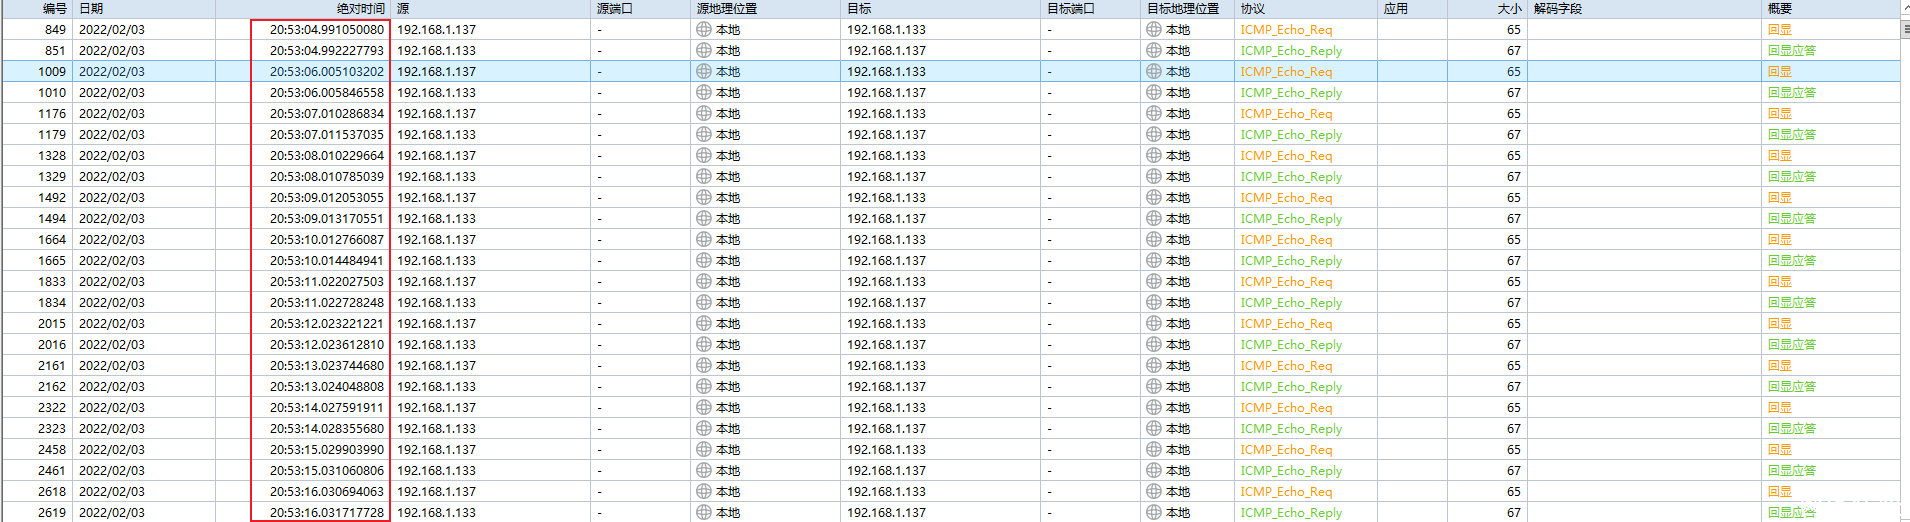 编号 日期 绝对时间 源 源端口 源地理位置 目标 目标端口 目标地理位置 协议 应用 大小 解码字段 概要
849 2022/02/03 20:53:04.991050080 192.168.1.137 - 本地 192.168.1.133 - 本地 ICMP_Echo_Req 65 回显
851 2022/02/03 20:53:04.992227793 192.168.1.133 - 本地 192.168.1.137 - 本地 ICMP_Echo_Reply 67 回显应答
1009 2022/02/03 20:53:06.005103202 192.168.1.137 - 本地 192.168.1.133 - 本地 ICMP_Echo_Req 65 回显
1010 2022/02/03 20:53:06.005846558 192.168.1.133 - 本地 192.168.1.137 - 本地 ICMP_Echo_Reply 67 回显应答
1176 2022/02/03 20:53:07.010286834 192.168.1.137 - 本地 192.168.1.133 - 本地 ICMP_Echo_Req 65 回显
1179 2022/02/03 20:53:07.011537035 192.168.1.133 - 本地 192.168.1.137 - 本地 ICMP_Echo_Reply 67 回显应答
1328 2022/02/03 20:53:08.010229664 192.168.1.137 - 本地 192.168.1.133 - 本地 ICMP_Echo_Req 65 回显
1329 2022/02/03 20:53:08.010785039 192.168.1.133 - 本地 192.168.1.137 - 本地 ICMP_Echo_Reply 67 回显应答
1492 2022/02/03 20:53:09.012053055 192.168.1.137 - 本地 192.168.1.133 - 本地 ICMP_Echo_Req 65 回显
1494 2022/02/03 20:53:09.013170551 192.168.1.133 - 本地 192.168.1.137 - 本地 ICMP_Echo_Reply 67 回显应答
1664 2022/02/03 20:53:10.012766087 192.168.1.137 - 本地 192.168.1.133 - 本地 ICMP_Echo_Req 65 回显
1665 2022/02/03 20:53:10.014484941 192.168.1.133 - 本地 192.168.1.137 - 本地 ICMP_Echo_Reply 67 回显应答
1833 2022/02/03 20:53:11.022027503 192.168.1.137 - 本地 192.168.1.133 - 本地 ICMP_Echo_Req 65 回显
1834 2022/02/03 20:53:11.022728248 192.168.1.133 - 本地 192.168.1.137 - 本地 ICMP_Echo_Reply 67 回显应答
2015 2022/02/03 20:53:12.023221221 192.168.1.137 - 本地 192.168.1.133 - 本地 ICMP_Echo_Req 65 回显
2016 2022/02/03 20:53:12.023612810 192.168.1.133 - 本地 192.168.1.137 - 本地 ICMP_Echo_Reply 67 回显应答
2161 2022/02/03 20:53:13.023744680 192.168.1.137 - 本地 192.168.1.133 - 本地 ICMP_Echo_Req 65 回显
2162 2022/02/03 20:53:13.024048808 192.168.1.133 - 本地 192.168.1.137 - 本地 ICMP_Echo_Reply 67 回显应答
2322 2022/02/03 20:53:14.027591911 192.168.1.137 - 本地 192.168.1.133 - 本地 ICMP_Echo_Req 65 回显
2323 2022/02/03 20:53:14.028355680 192.168.1.133 - 本地 192.168.1.137 - 本地 ICMP_Echo_Reply 67 回显应答
2458 2022/02/03 20:53:15.029903990 192.168.1.137 - 本地 192.168.1.133 - 本地 ICMP_Echo_Req 65 回显
2461 2022/02/03 20:53:15.031060806 192.168.1.133 - 本地 192.168.1.137 - 本地 ICMP_Echo_Reply 67 回显应答
2618 2022/02/03 20:53:16.030694063 192.168.1.137 - 本地 192.168.1.133 - 本地 ICMP_Echo_Req 65 回显
2619 2022/02/03 20:53:16.031717728 192.168.1.133 - 本地 192.168.1.137 - 本地 ICMP_Echo_Reply 67 回显应答